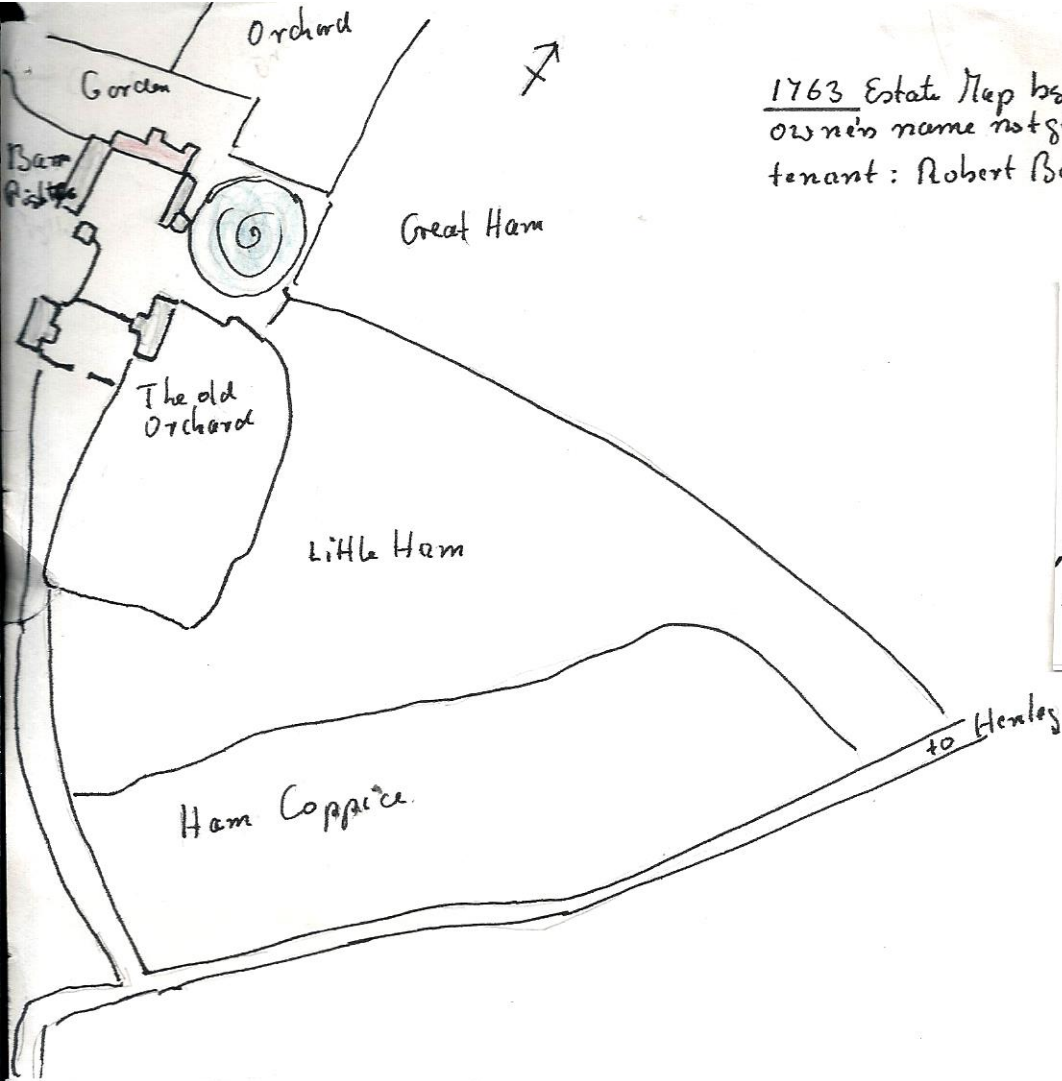 Orchard
Garden
1763 Estate Map
owner's name not
tenant: Robert
Barn
Great Ham
The old
Orchard
Little Ham
to Henley
Ham Coppice